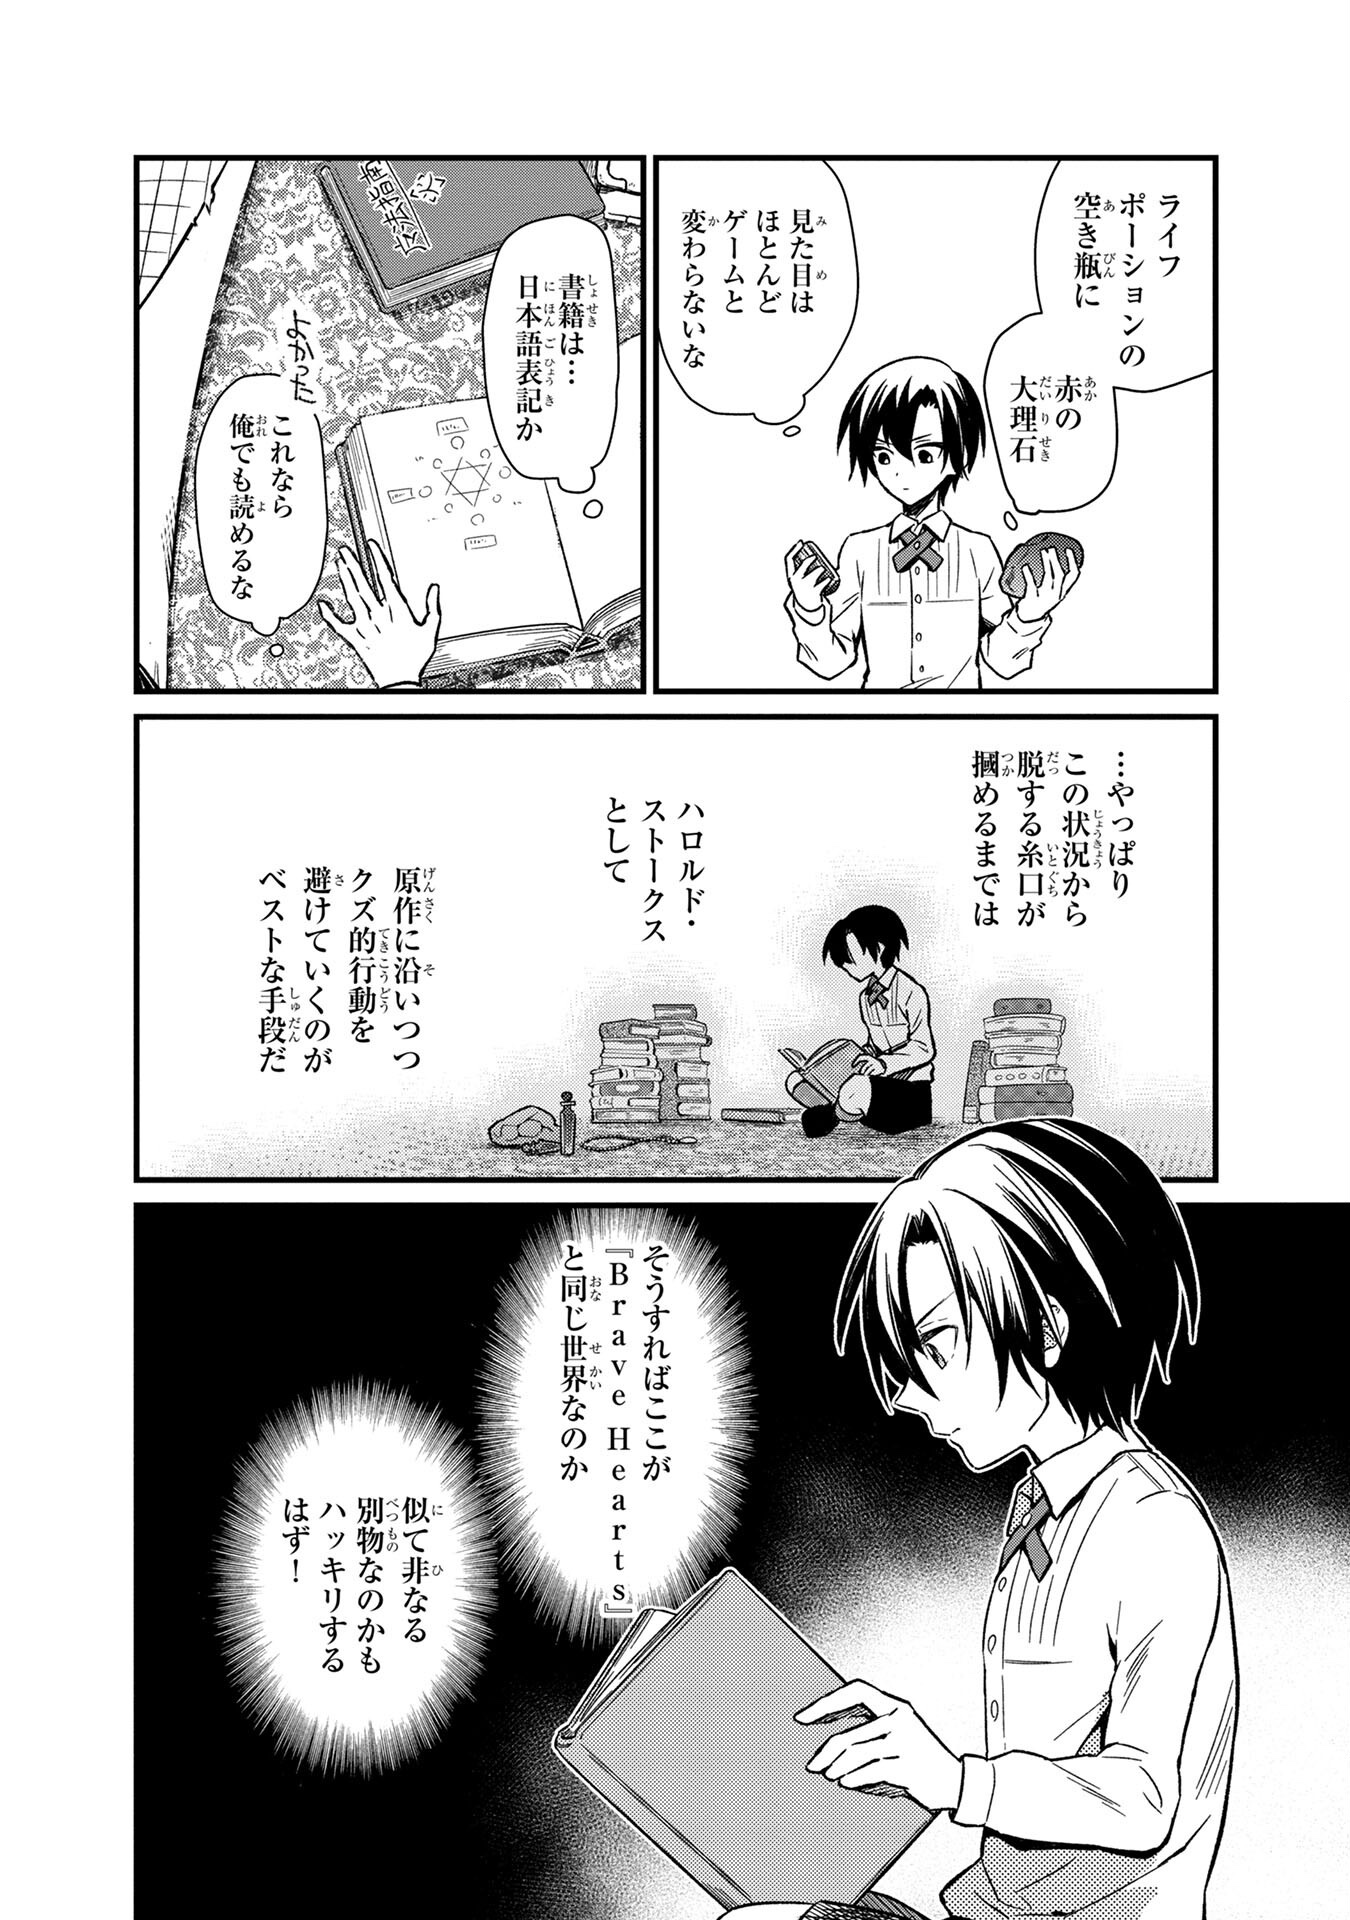 ライフ
ポーションの
空き瓶に
赤の
大理石
見た目は
ほとんど
ゲームと
変わらないな
書籍は…
日本語表記か
たっかよ
これなら
俺でも読めるな
…やっぱり
この状況から
脱する糸口が
摑めるまでは
ハロルド・
ストークス
として
原作に沿いつつ
クズ的行動を
避けていくのが
ベストな手段だ
そうすればここが
『Brave Hearts』
と同じ世界なのか
似て非なる
別物なのかも
ハッキリする
はず!